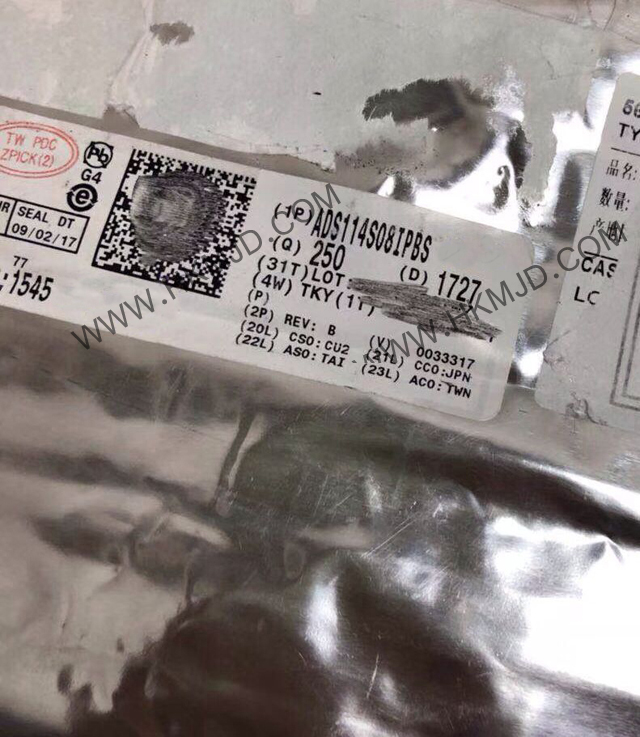 TW PDC
ZPICK(2)
Pb
G4
e
SEAL DT
09/02/17
77
:1545
(1P) ADS114S08IPBS
(Q) 250
(D) 1727
(31T)LOT:
(4W) TKY(1T)
(P)
(2P) REV: B
(V) 0033317
(20L) CSO:CU2
(21L) CCO:JPN
(22L) ASO:TAI
(23L) ACO:TWN
TY
品名:
数量:
CAS
LC
WWW.HKMJD.COM
WWW.HKMJD.COM